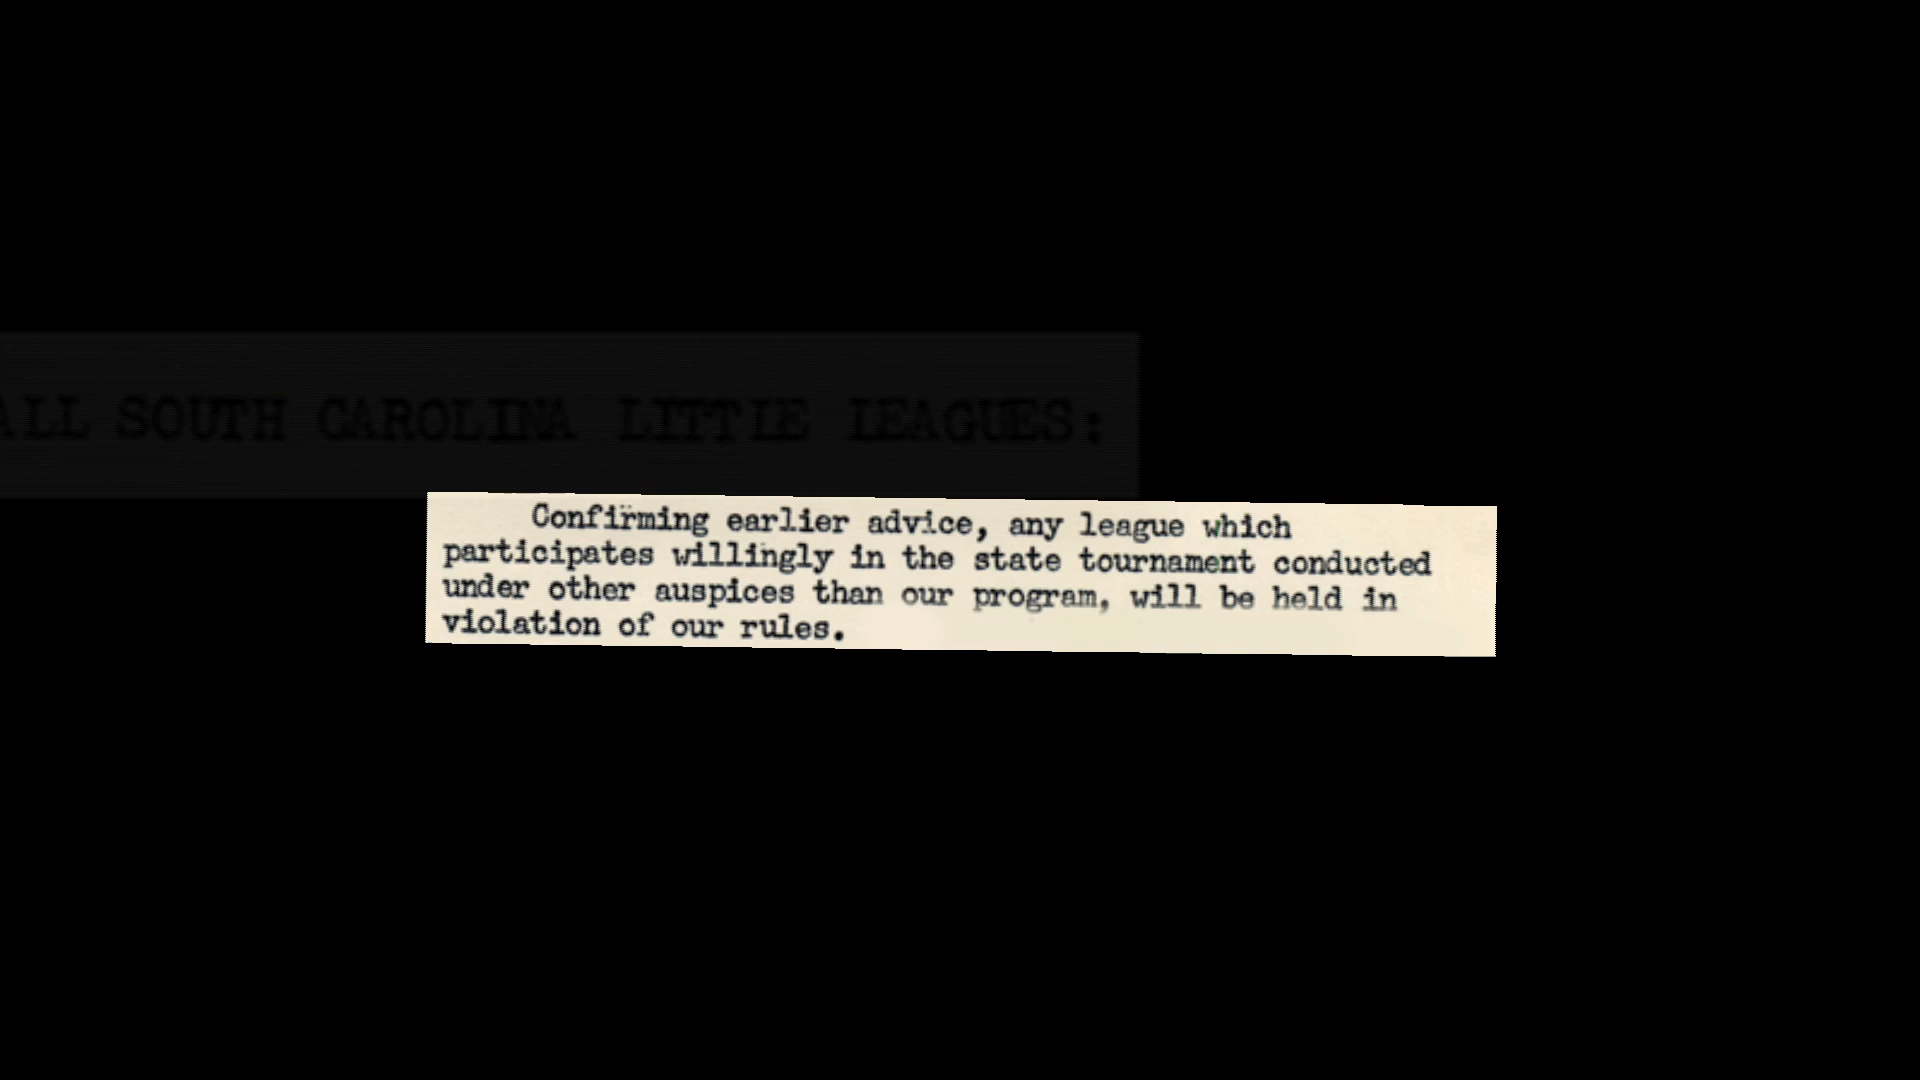 ALL SOUTH CAROLINA LITTLE LEAGUES:
Confirming earlier advice, any league which
participates willingly in the state tournament conducted
under other auspices than our program, will be held in
violation of our rules.